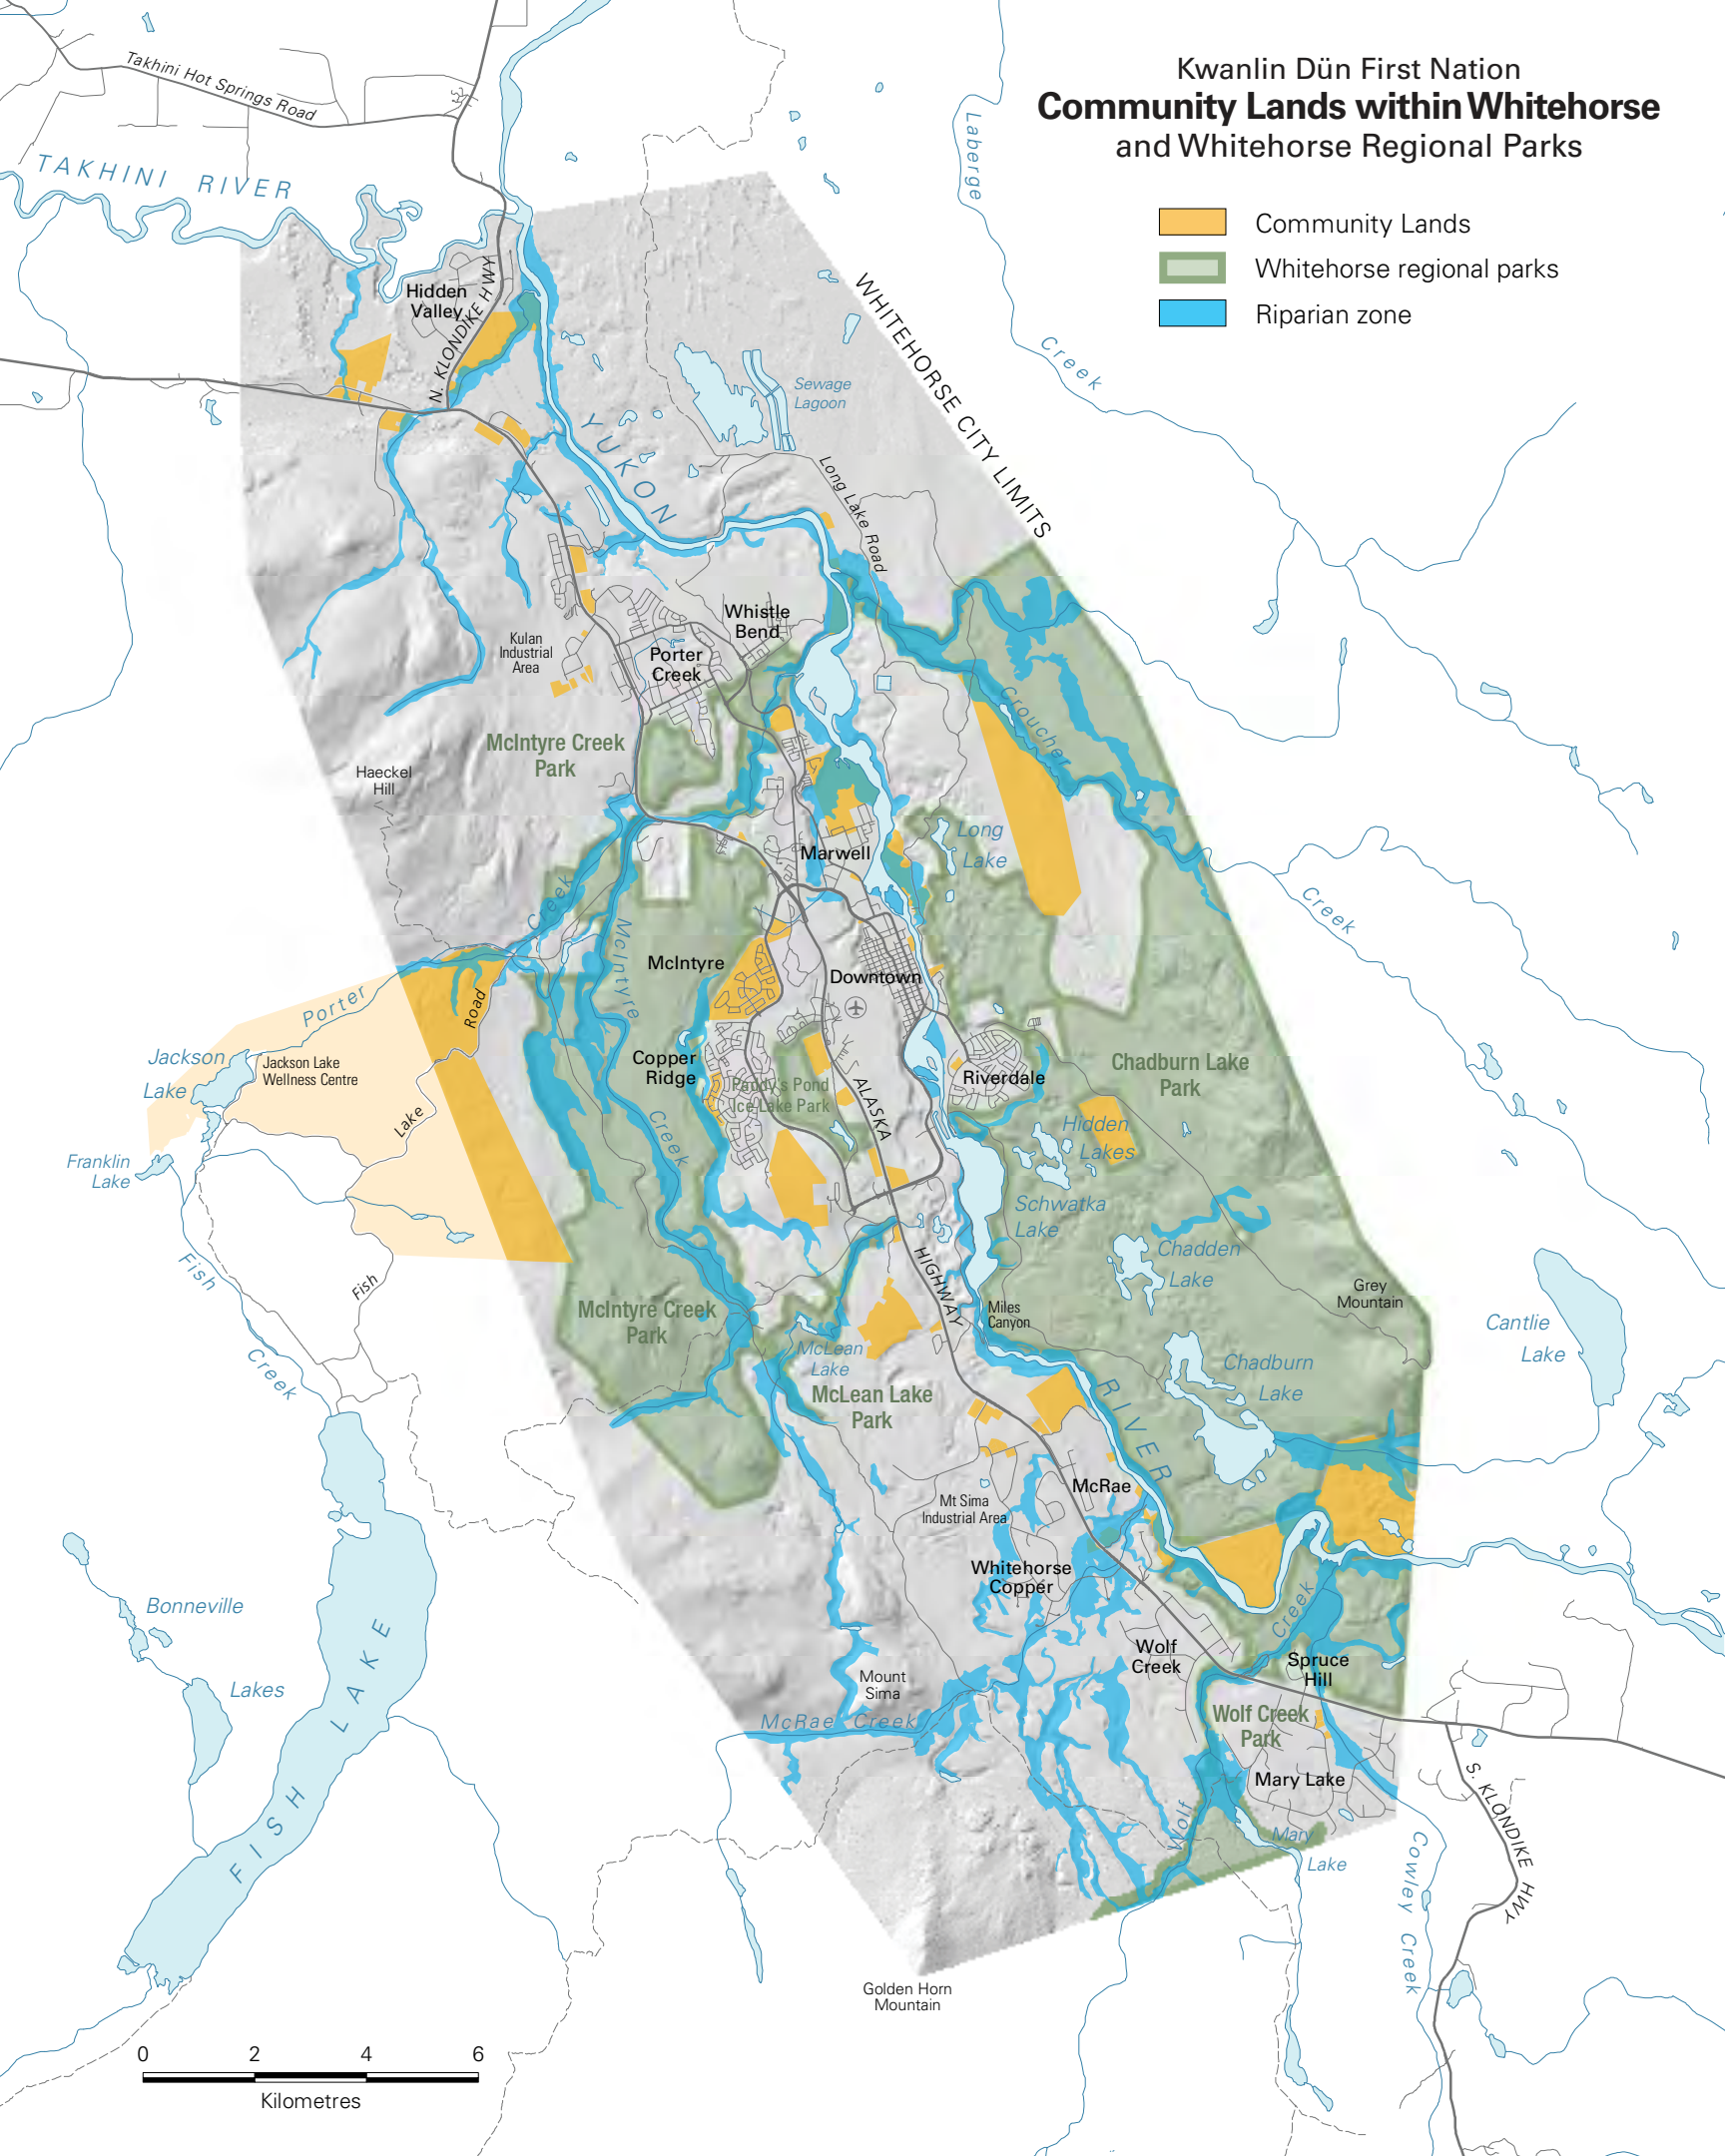 Kwanlin Dün First Nation
Community Lands within Whitehorse
and Whitehorse Regional Parks
Community Lands
Whitehorse regional parks
Riparian zone
Takhini Hot Springs Road
TAKHINI RIVER
Laberge
Creek
Hidden
Valley
N. KLONDIKE HWY
WHITEHORSE CITY LIMITS
Sewage
Lagoon
YUKON
Long Lake Road
Whistle
Bend
Kulan
Industrial
Area
Porter
Creek
Croucher
Creek
McIntyre Creek
Park
Haeckel
Hill
Long
Lake
Marwell
Creek
McIntyre
McIntyre
Downtown
Porter
Road
Jackson
Lake
Jackson Lake
Wellness Centre
Copper
Ridge
Paddy's Pond
Ice Lake Park
ALASKA
Riverdale
Chadburn Lake
Park
Lake
Creek
Hidden
Lakes
Franklin
Lake
Schwatka
Lake
Chadden
Lake
Fish
Fish
HIGHWAY
Grey
Mountain
McIntyre Creek
Park
Miles
Canyon
Cantlie
Lake
Creek
McLean
Lake
Chadburn
Lake
McLean Lake
Park
RIVER
McRae
Mt Sima
Industrial Area
Whitehorse
Copper
Bonneville
Lakes
Creek
Wolf
Creek
Spruce
Hill
Mount
Sima
McRae Creek
Wolf Creek
Park
Mary Lake
FISH LAKE
Wolf
Mary
Lake
S. KLONDIKE HWY
Cowley Creek
Golden Horn
Mountain
0 2 4 6
Kilometres